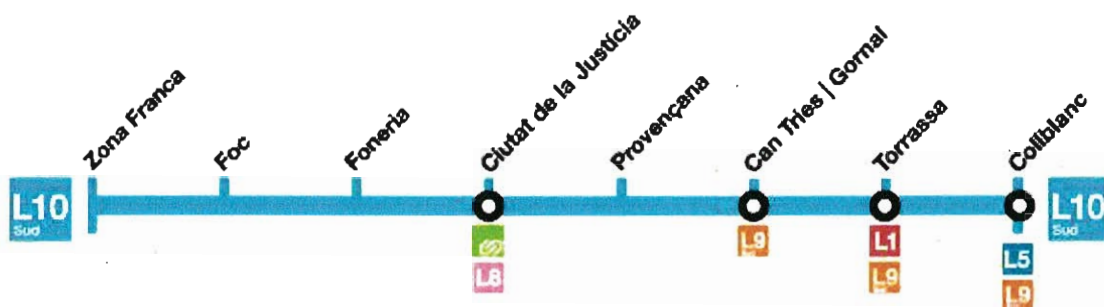 Zona Franca
Foc
Foneria
Ciutat de la Justícia
Provençana
Can Tries | Gornal
Torrassa
Collblanc
L10
Sud
L10
Sud
L8
L9
L1
L9
L5
L9